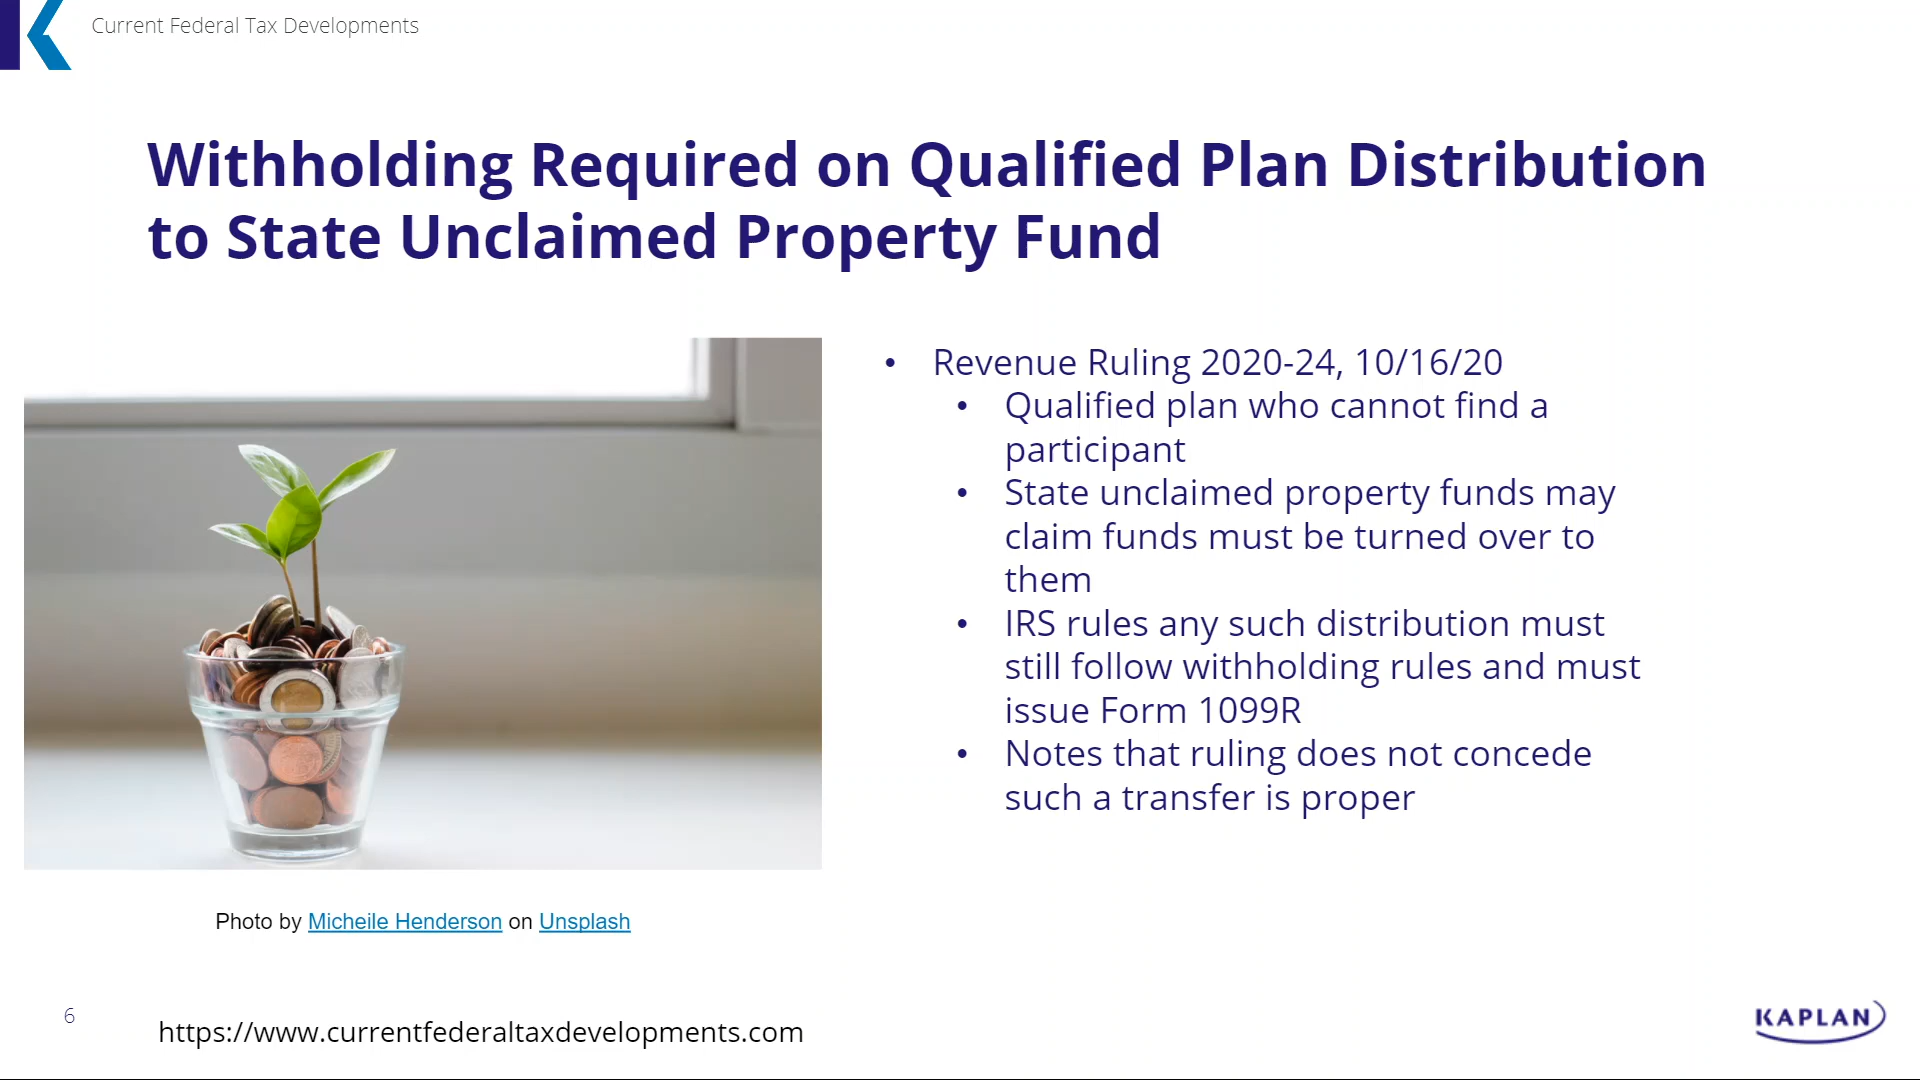 Current Federal Tax Developments
Withholding Required on Qualified Plan Distribution
to State Unclaimed Property Fund
• Revenue Ruling 2020-24, 10/16/20
• Qualified plan who cannot find a
participant
• State unclaimed property funds may
claim funds must be turned over to
them
• IRS rules any such distribution must
still follow withholding rules and must
issue Form 1099R
• Notes that ruling does not concede
such a transfer is proper
Photo by Micheile Henderson on Unsplash
6
https://www.currentfederaltaxdevelopments.com
KAPLAN